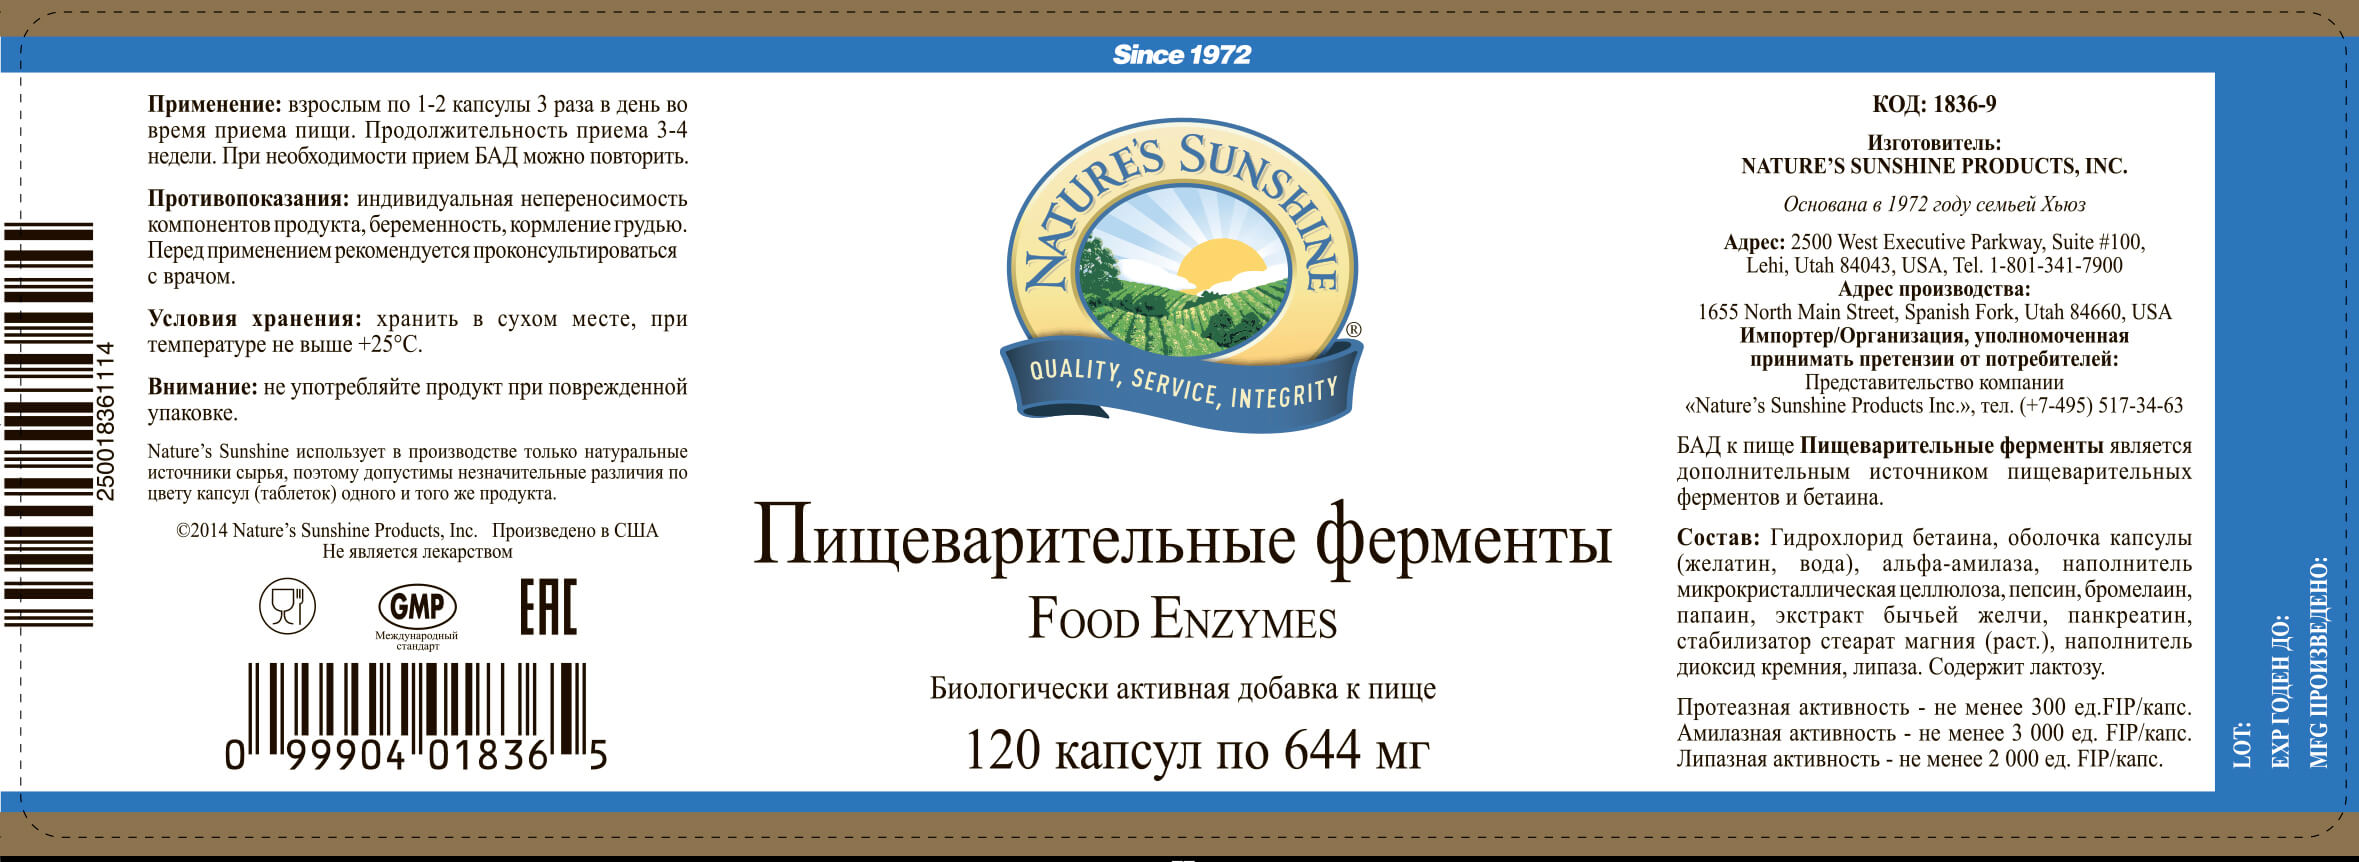 Since 1972
Применение: взрослым по 1-2 капсулы 3 раза в день во
время приема пищи. Продолжительность приема 3-4
недели. При необходимости прием БАД можно повторить.
Противопоказания: индивидуальная непереносимость
компонентов продукта, беременность, кормление грудью.
Перед применением рекомендуется проконсультироваться
с врачом.
Условия хранения: хранить в сухом месте, при
температуре не выше +25°C.
Внимание: не употребляйте продукт при поврежденной
упаковке.
Nature's Sunshine использует в производстве только натуральные
источники сырья, поэтому допустимы незначительные различия по
цвету капсул (таблеток) одного и того же продукта.
©2014 Nature's Sunshine Products, Inc. Произведено в США
Не является лекарством
GMP
Международный
стандарт
EAC
0 99904 01836 5
250018361114
NATURE'S SUNSHINE
®
QUALITY, SERVICE, INTEGRITY
Пищеварительные ферменты
FOOD ENZYMES
Биологически активная добавка к пище
120 капсул по 644 мг
КОД: 1836-9
Изготовитель:
NATURE'S SUNSHINE PRODUCTS, INC.
Основана в 1972 году семьей Хьюз
Адрес: 2500 West Executive Parkway, Suite #100,
Lehi, Utah 84043, USA, Tel. 1-801-341-7900
Адрес производства:
1655 North Main Street, Spanish Fork, Utah 84660, USA
Импортер/Организация, уполномоченная
принимать претензии от потребителей:
Представительство компании
«Nature's Sunshine Products Inc.», тел. (+7-495) 517-34-63
БАД к пище Пищеварительные ферменты является
дополнительным источником пищеварительных
ферментов и бетаина.
Состав: Гидрохлорид бетаина, оболочка капсулы
(желатин, вода), альфа-амилаза, наполнитель
микрокристаллическая целлюлоза, пепсин, бромелаин,
папаин, экстракт бычьей желчи, панкреатин,
стабилизатор стеарат магния (раст.), наполнитель
диоксид кремния, липаза. Содержит лактозу.
Протеазная активность - не менее 300 ед.FIP/капс.
Амилазная активность - не менее 3 000 ед. FIP/капс.
Липазная активность - не менее 2 000 ед. FIP/капс.
LOT:
EXP ГОДЕН ДО:
MFG ПРОИЗВЕДЕНО: